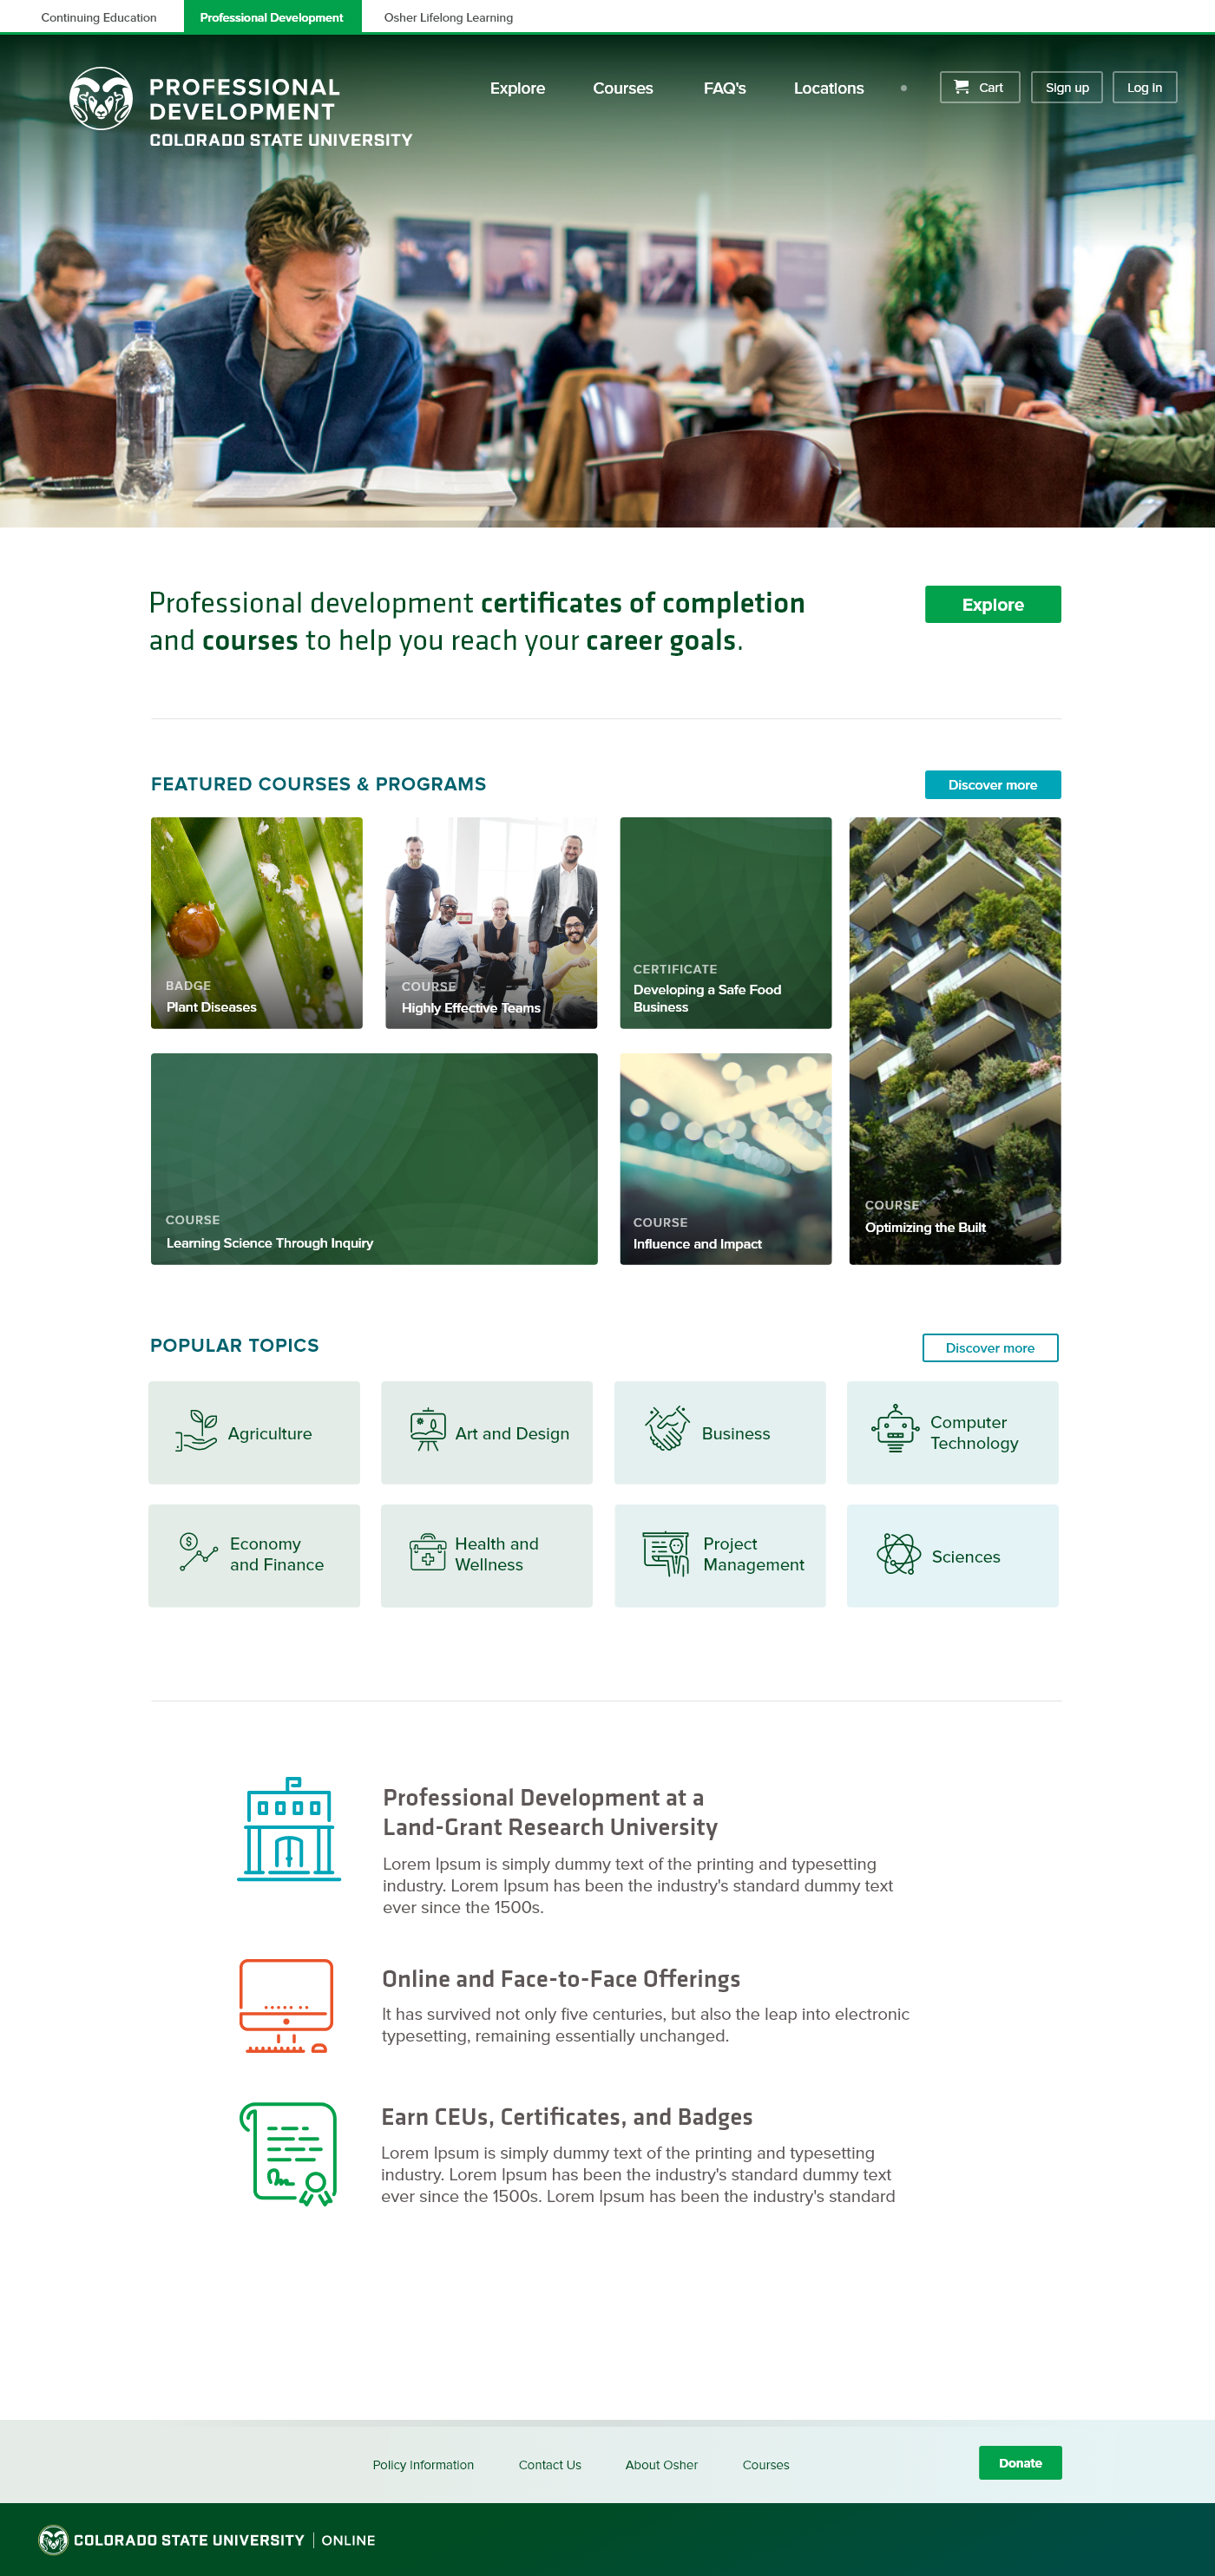 Continuing Education
Professional Development
Osher Lifelong Learning
PROFESSIONAL
DEVELOPMENT
COLORADO STATE UNIVERSITY
Explore
Courses
FAQ's
Locations
Cart
Sign up
Log in
Professional development certificates of completion
and courses to help you reach your career goals.
Explore
FEATURED COURSES & PROGRAMS
Discover more
BADGE
Plant Diseases
COURSE
Highly Effective Teams
CERTIFICATE
Developing a Safe Food
Business
COURSE
Optimizing the Built
COURSE
Learning Science Through Inquiry
COURSE
Influence and Impact
POPULAR TOPICS
Discover more
Agriculture
Art and Design
Business
Computer
Technology
Economy
and Finance
Health and
Wellness
Project
Management
Sciences
Professional Development at a
Land-Grant Research University
Lorem Ipsum is simply dummy text of the printing and typesetting
industry. Lorem Ipsum has been the industry's standard dummy text
ever since the 1500s.
Online and Face-to-Face Offerings
It has survived not only five centuries, but also the leap into electronic
typesetting, remaining essentially unchanged.
Earn CEUs, Certificates, and Badges
Lorem Ipsum is simply dummy text of the printing and typesetting
industry. Lorem Ipsum has been the industry's standard dummy text
ever since the 1500s. Lorem Ipsum has been the industry's standard
Policy information
Contact Us
About Osher
Courses
Donate
COLORADO STATE UNIVERSITY | ONLINE